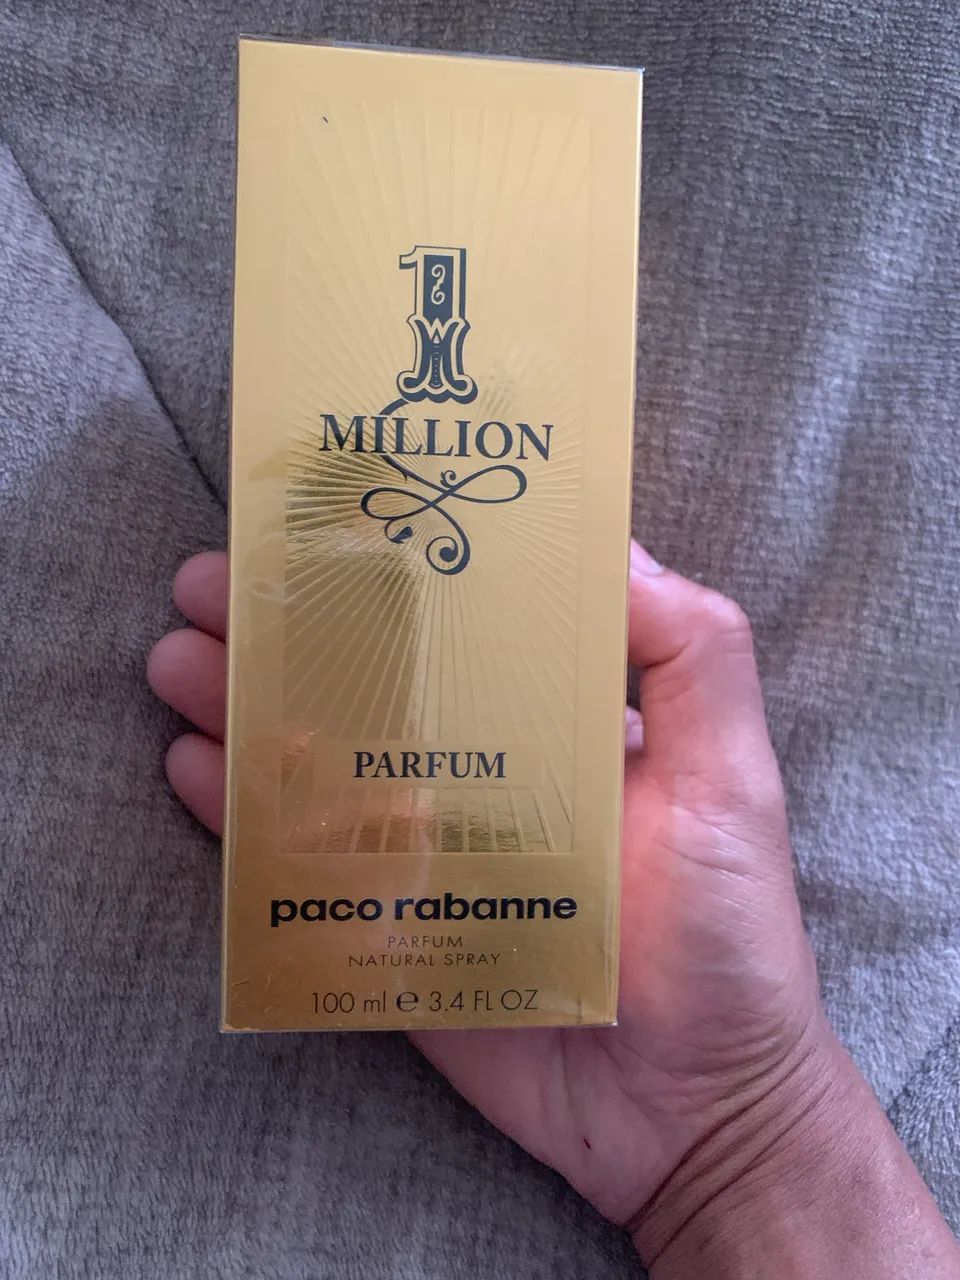 1
MILLION
PARFUM
paco rabanne
PARFUM
NATURAL SPRAY
100 ml ℮ 3.4 FL OZ